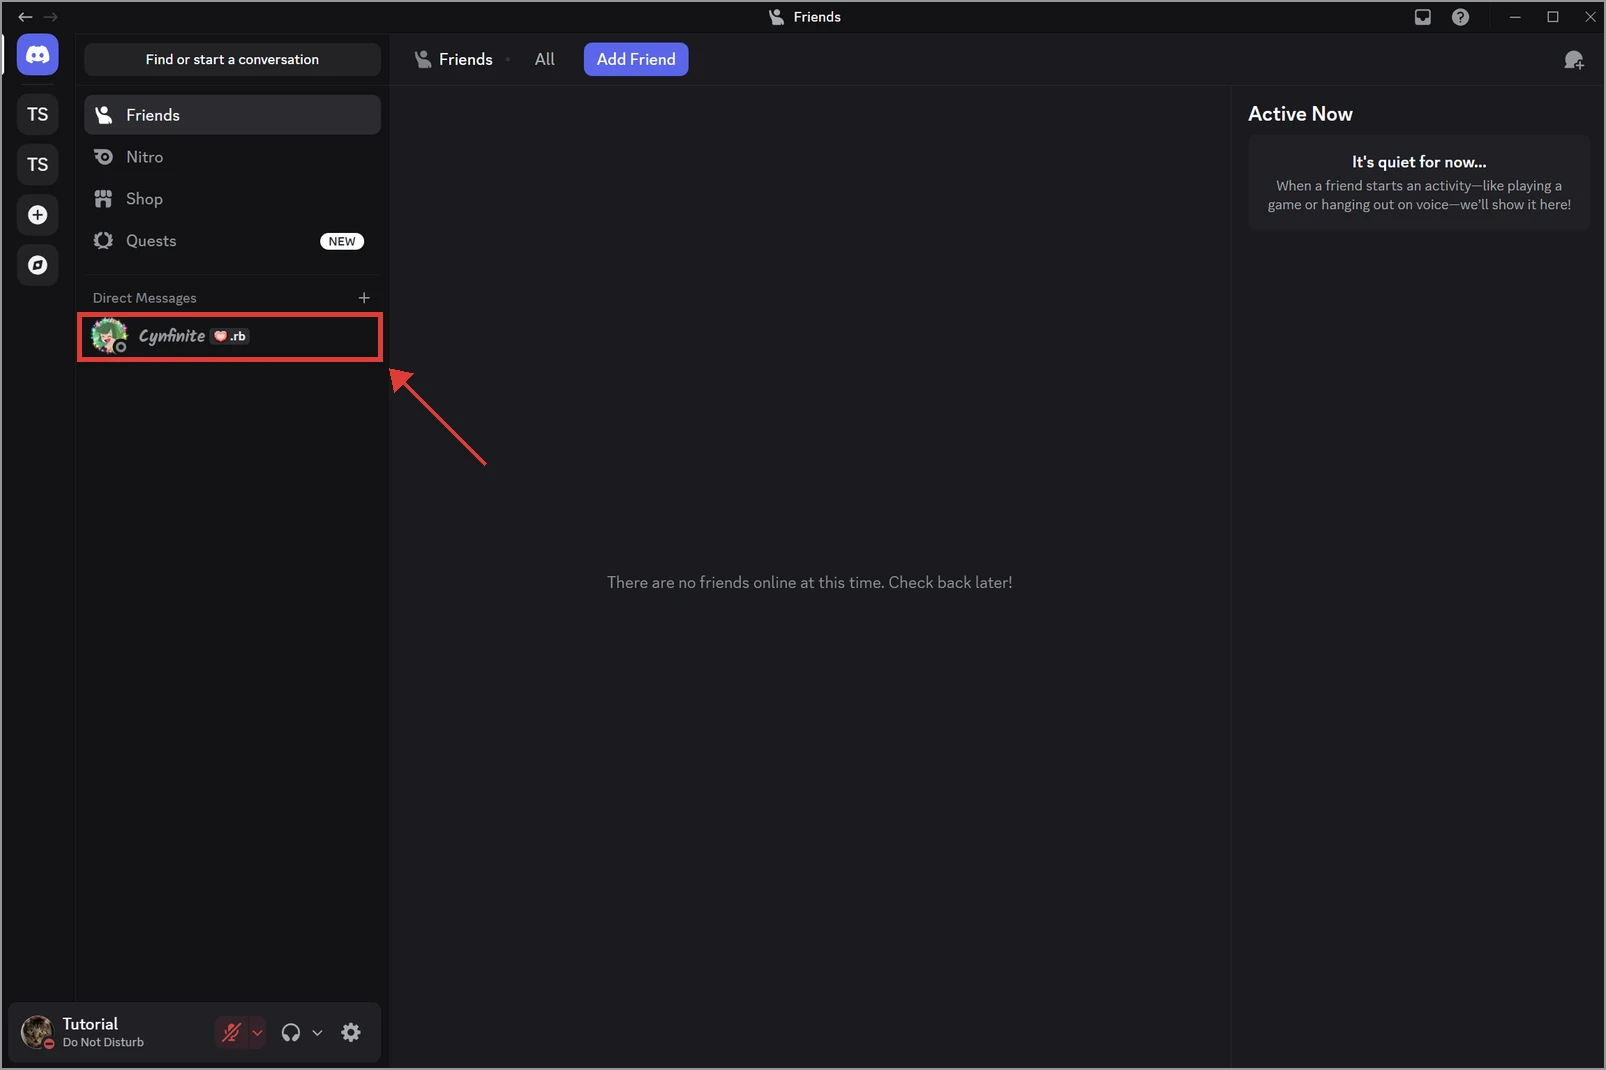 Friends
Find or start a conversation
Friends
All
Add Friend
TS
TS
Friends
Nitro
Shop
Quests
NEW
Direct Messages
Cynfinite .rb
Active Now
It's quiet for now...
When a friend starts an activity—like playing a
game or hanging out on voice—we'll show it here!
There are no friends online at this time. Check back later!
Tutorial
Do Not Disturb